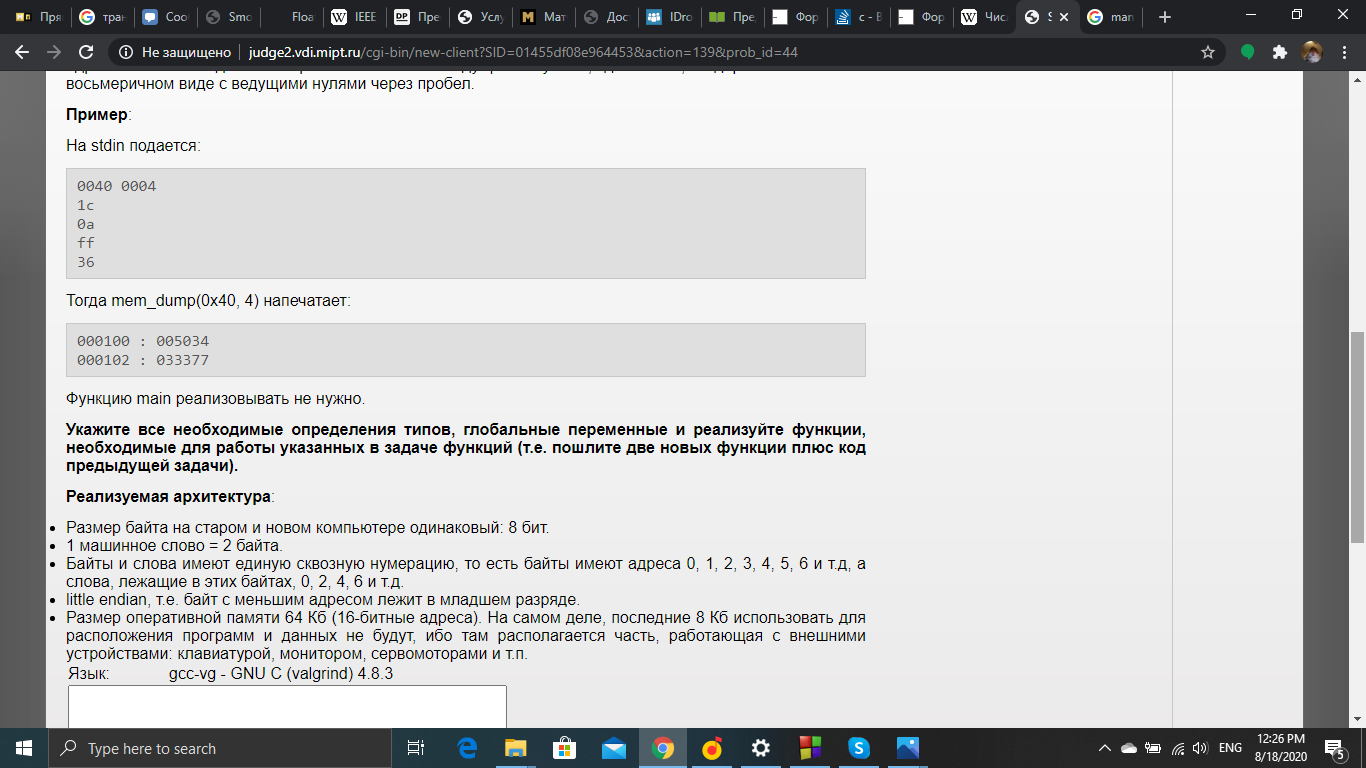 Пря
тран
Соо
Smo
Floa
IEEE
DP Пре
Услу
M Мат
Дос
IDro
Пре
Фор
c - B
Фор
Чис
S
man
Не защищено | judge2.vdi.mipt.ru/cgi-bin/new-client?SID=01455df08e964453&action=139&prob_id=44
восьмеричном виде с ведущими нулями через пробел.
Пример:
На stdin подается:
0040 0004
1c
0a
ff
36
Тогда mem_dump(0x40, 4) напечатает:
000100 : 005034
000102 : 033377
Функцию main реализовывать не нужно.
Укажите все необходимые определения типов, глобальные переменные и реализуйте функции,
необходимые для работы указанных в задаче функций (т.е. пошлите две новых функции плюс код
предыдущей задачи).
Реализуемая архитектура:
Размер байта на старом и новом компьютере одинаковый: 8 бит.
1 машинное слово = 2 байта.
Байты и слова имеют единую сквозную нумерацию, то есть байты имеют адреса 0, 1, 2, 3, 4, 5, 6 и т.д, а
слова, лежащие в этих байтах, 0, 2, 4, 6 и т.д.
little endian, т.е. байт с меньшим адресом лежит в младшем разряде.
Размер оперативной памяти 64 Кб (16-битные адреса). На самом деле, последние 8 Кб использовать для
расположения программ и данных не будут, ибо там располагается часть, работающая с внешними
устройствами: клавиатурой, монитором, сервомоторами и т.п.
Язык: gcc-vg - GNU C (valgrind) 4.8.3
Type here to search
ENG
12:26 PM
8/18/2020
5